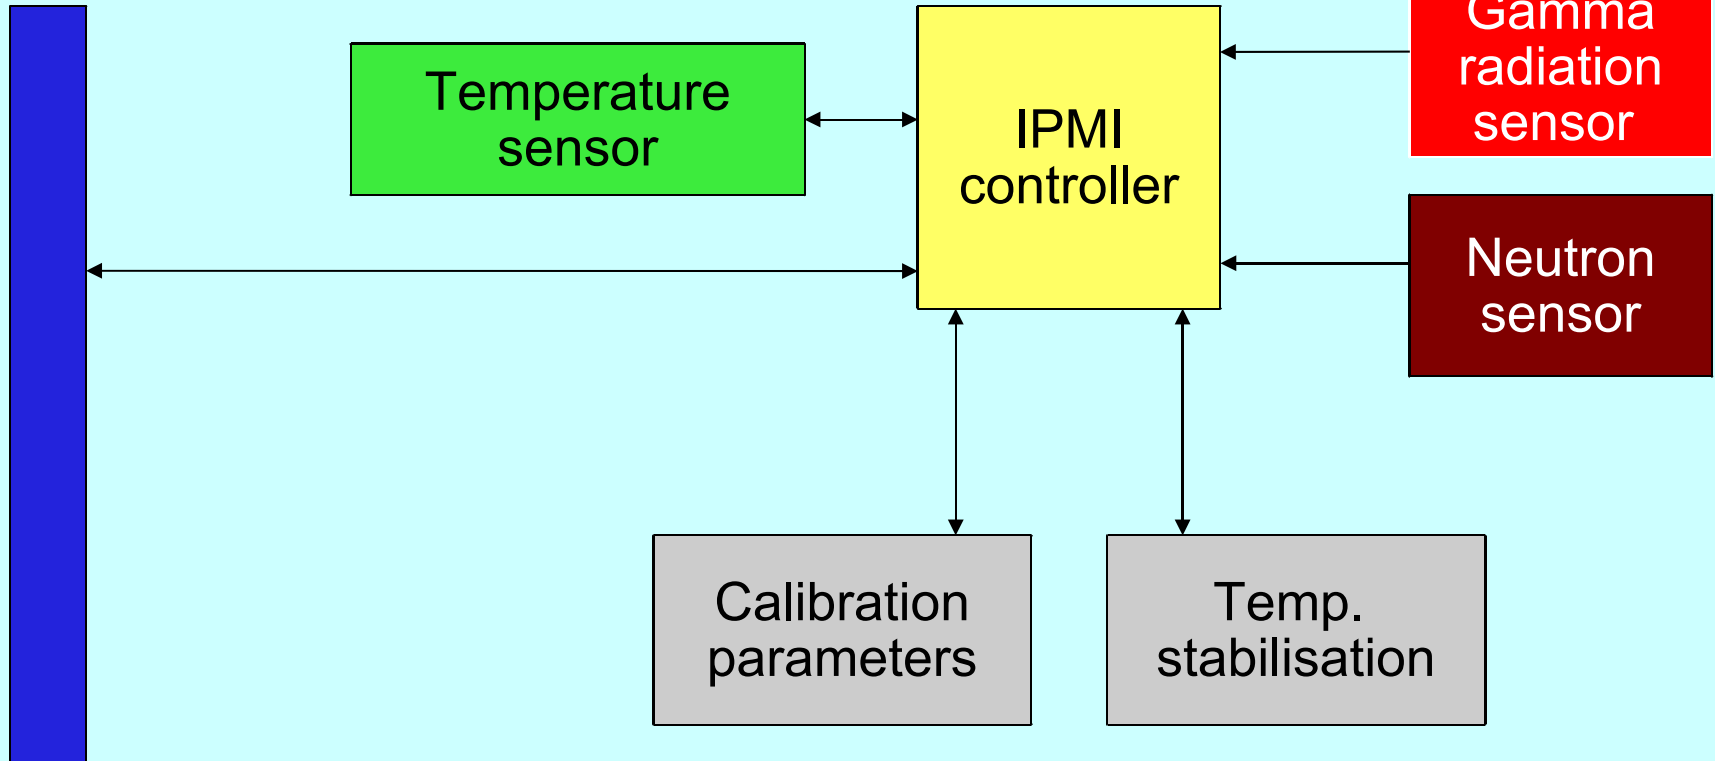 Temperature
sensor
IPMI
controller
Gamma
radiation
sensor
Neutron
sensor
Calibration
parameters
Temp.
stabilisation